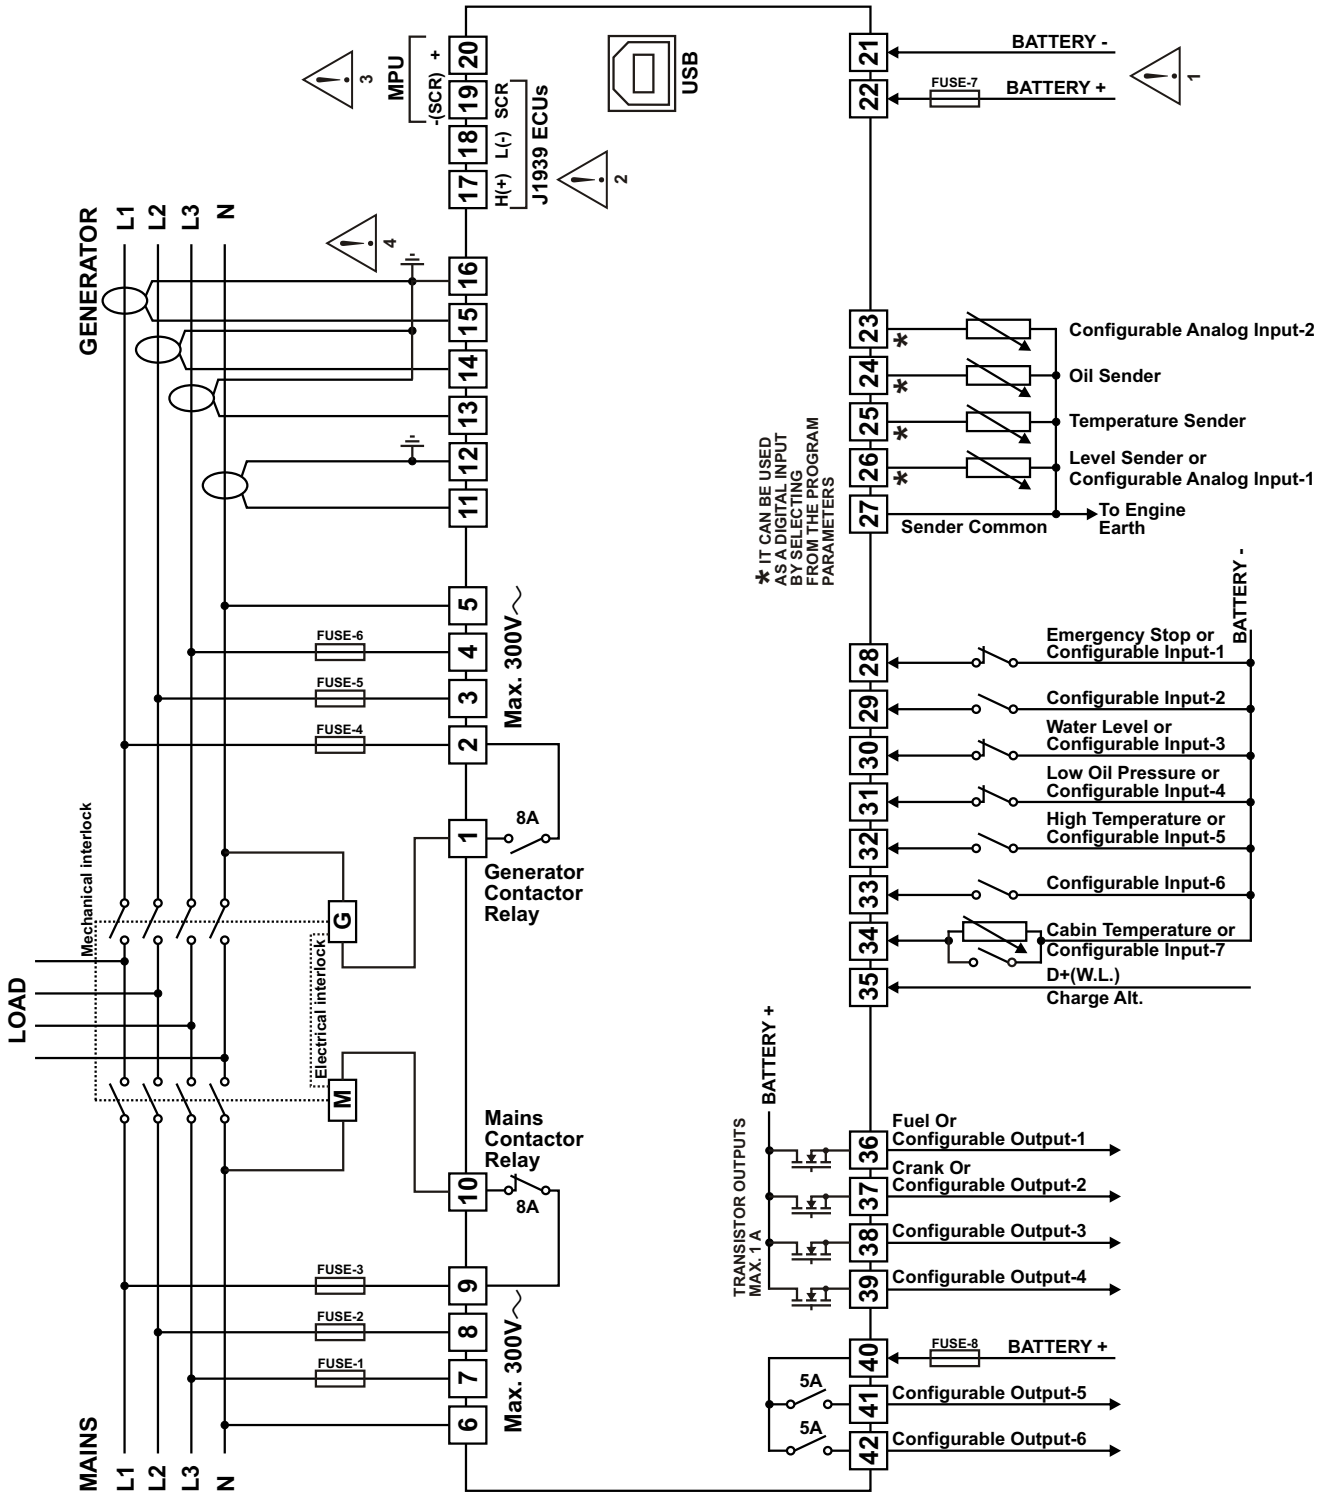 GENERATOR
L1
L2
L3
N
4
3
MPU
-(SCR) +
20
19
18
17
H(+) L(-) SCR
J1939 ECUs
2
USB
16
15
14
13
12
11
5
4
3
2
1
FUSE-6
FUSE-5
FUSE-4
Max. 300V
8A
Generator
Contactor
Relay
Mechanical interlock
G
Electrical interlock
M
LOAD
Mains
Contactor
Relay
8A
10
9
8
7
6
FUSE-3
FUSE-2
FUSE-1
Max. 300V
MAINS
L1
L2
L3
N
21
BATTERY -
22
FUSE-7
BATTERY +
1
23
*
Configurable Analog Input-2
24
*
Oil Sender
25
*
Temperature Sender
26
*
Level Sender or
Configurable Analog Input-1
27
Sender Common
To Engine
Earth
* IT CAN BE USED
AS A DIGITAL INPUT
BY SELECTING
FROM THE PROGRAM
PARAMETERS
BATTERY -
28
Emergency Stop or
Configurable Input-1
29
Configurable Input-2
30
Water Level or
Configurable Input-3
31
Low Oil Pressure or
Configurable Input-4
32
High Temperature or
Configurable Input-5
33
Configurable Input-6
34
Cabin Temperature or
Configurable Input-7
35
D+(W.L.)
Charge Alt.
BATTERY +
TRANSISTOR OUTPUTS
MAX. 1 A
36
Fuel Or
Configurable Output-1
37
Crank Or
Configurable Output-2
38
Configurable Output-3
39
Configurable Output-4
40
FUSE-8
BATTERY +
5A
41
Configurable Output-5
5A
42
Configurable Output-6